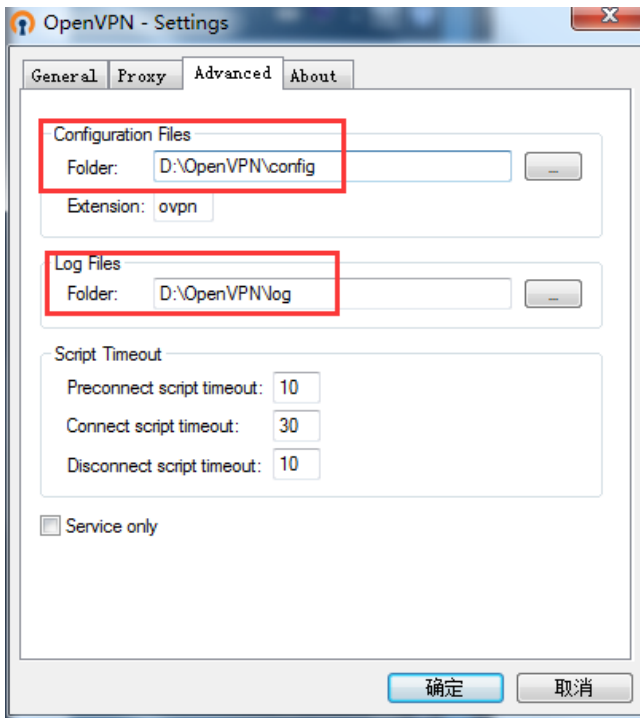 OpenVPN - Settings
General Proxy Advanced About
Configuration Files
Folder: D:\OpenVPN\config ...
Extension: ovpn
Log Files
Folder: D:\OpenVPN\log ...
Script Timeout
Preconnect script timeout: 10
Connect script timeout: 30
Disconnect script timeout: 10
Service only
确定 取消